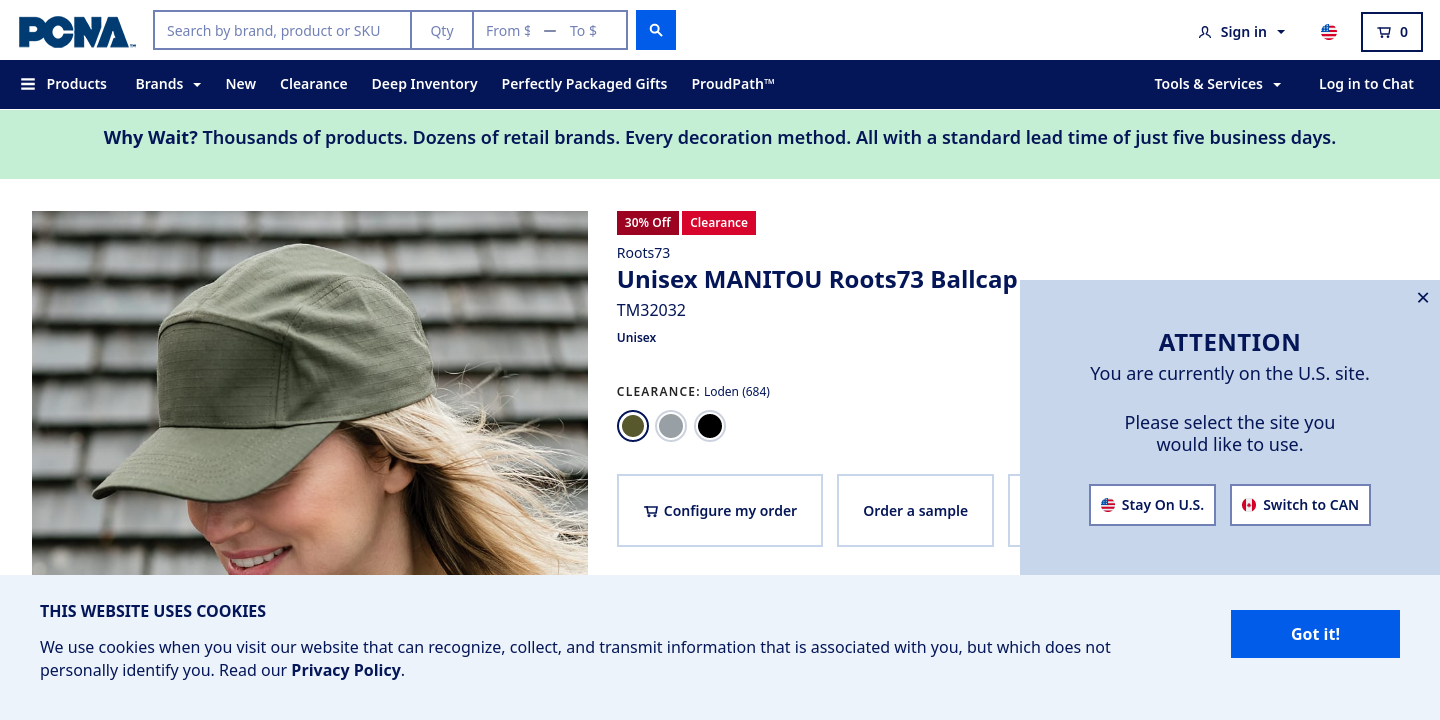 PCNA™
Search by brand, product or SKU
Qty
From $ — To $
Sign in
0
Products
Brands
New
Clearance
Deep Inventory
Perfectly Packaged Gifts
ProudPath™
Tools & Services
Log in to Chat
Why Wait? Thousands of products. Dozens of retail brands. Every decoration method. All with a standard lead time of just five business days.
30% Off
Clearance
Roots73
Unisex MANITOU Roots73 Ballcap
TM32032
Unisex
CLEARANCE: Loden (684)
Configure my order
Order a sample
ATTENTION
You are currently on the U.S. site.
Please select the site you
would like to use.
Stay On U.S.
Switch to CAN
THIS WEBSITE USES COOKIES
We use cookies when you visit our website that can recognize, collect, and transmit information that is associated with you, but which does not
personally identify you. Read our Privacy Policy.
Got it!